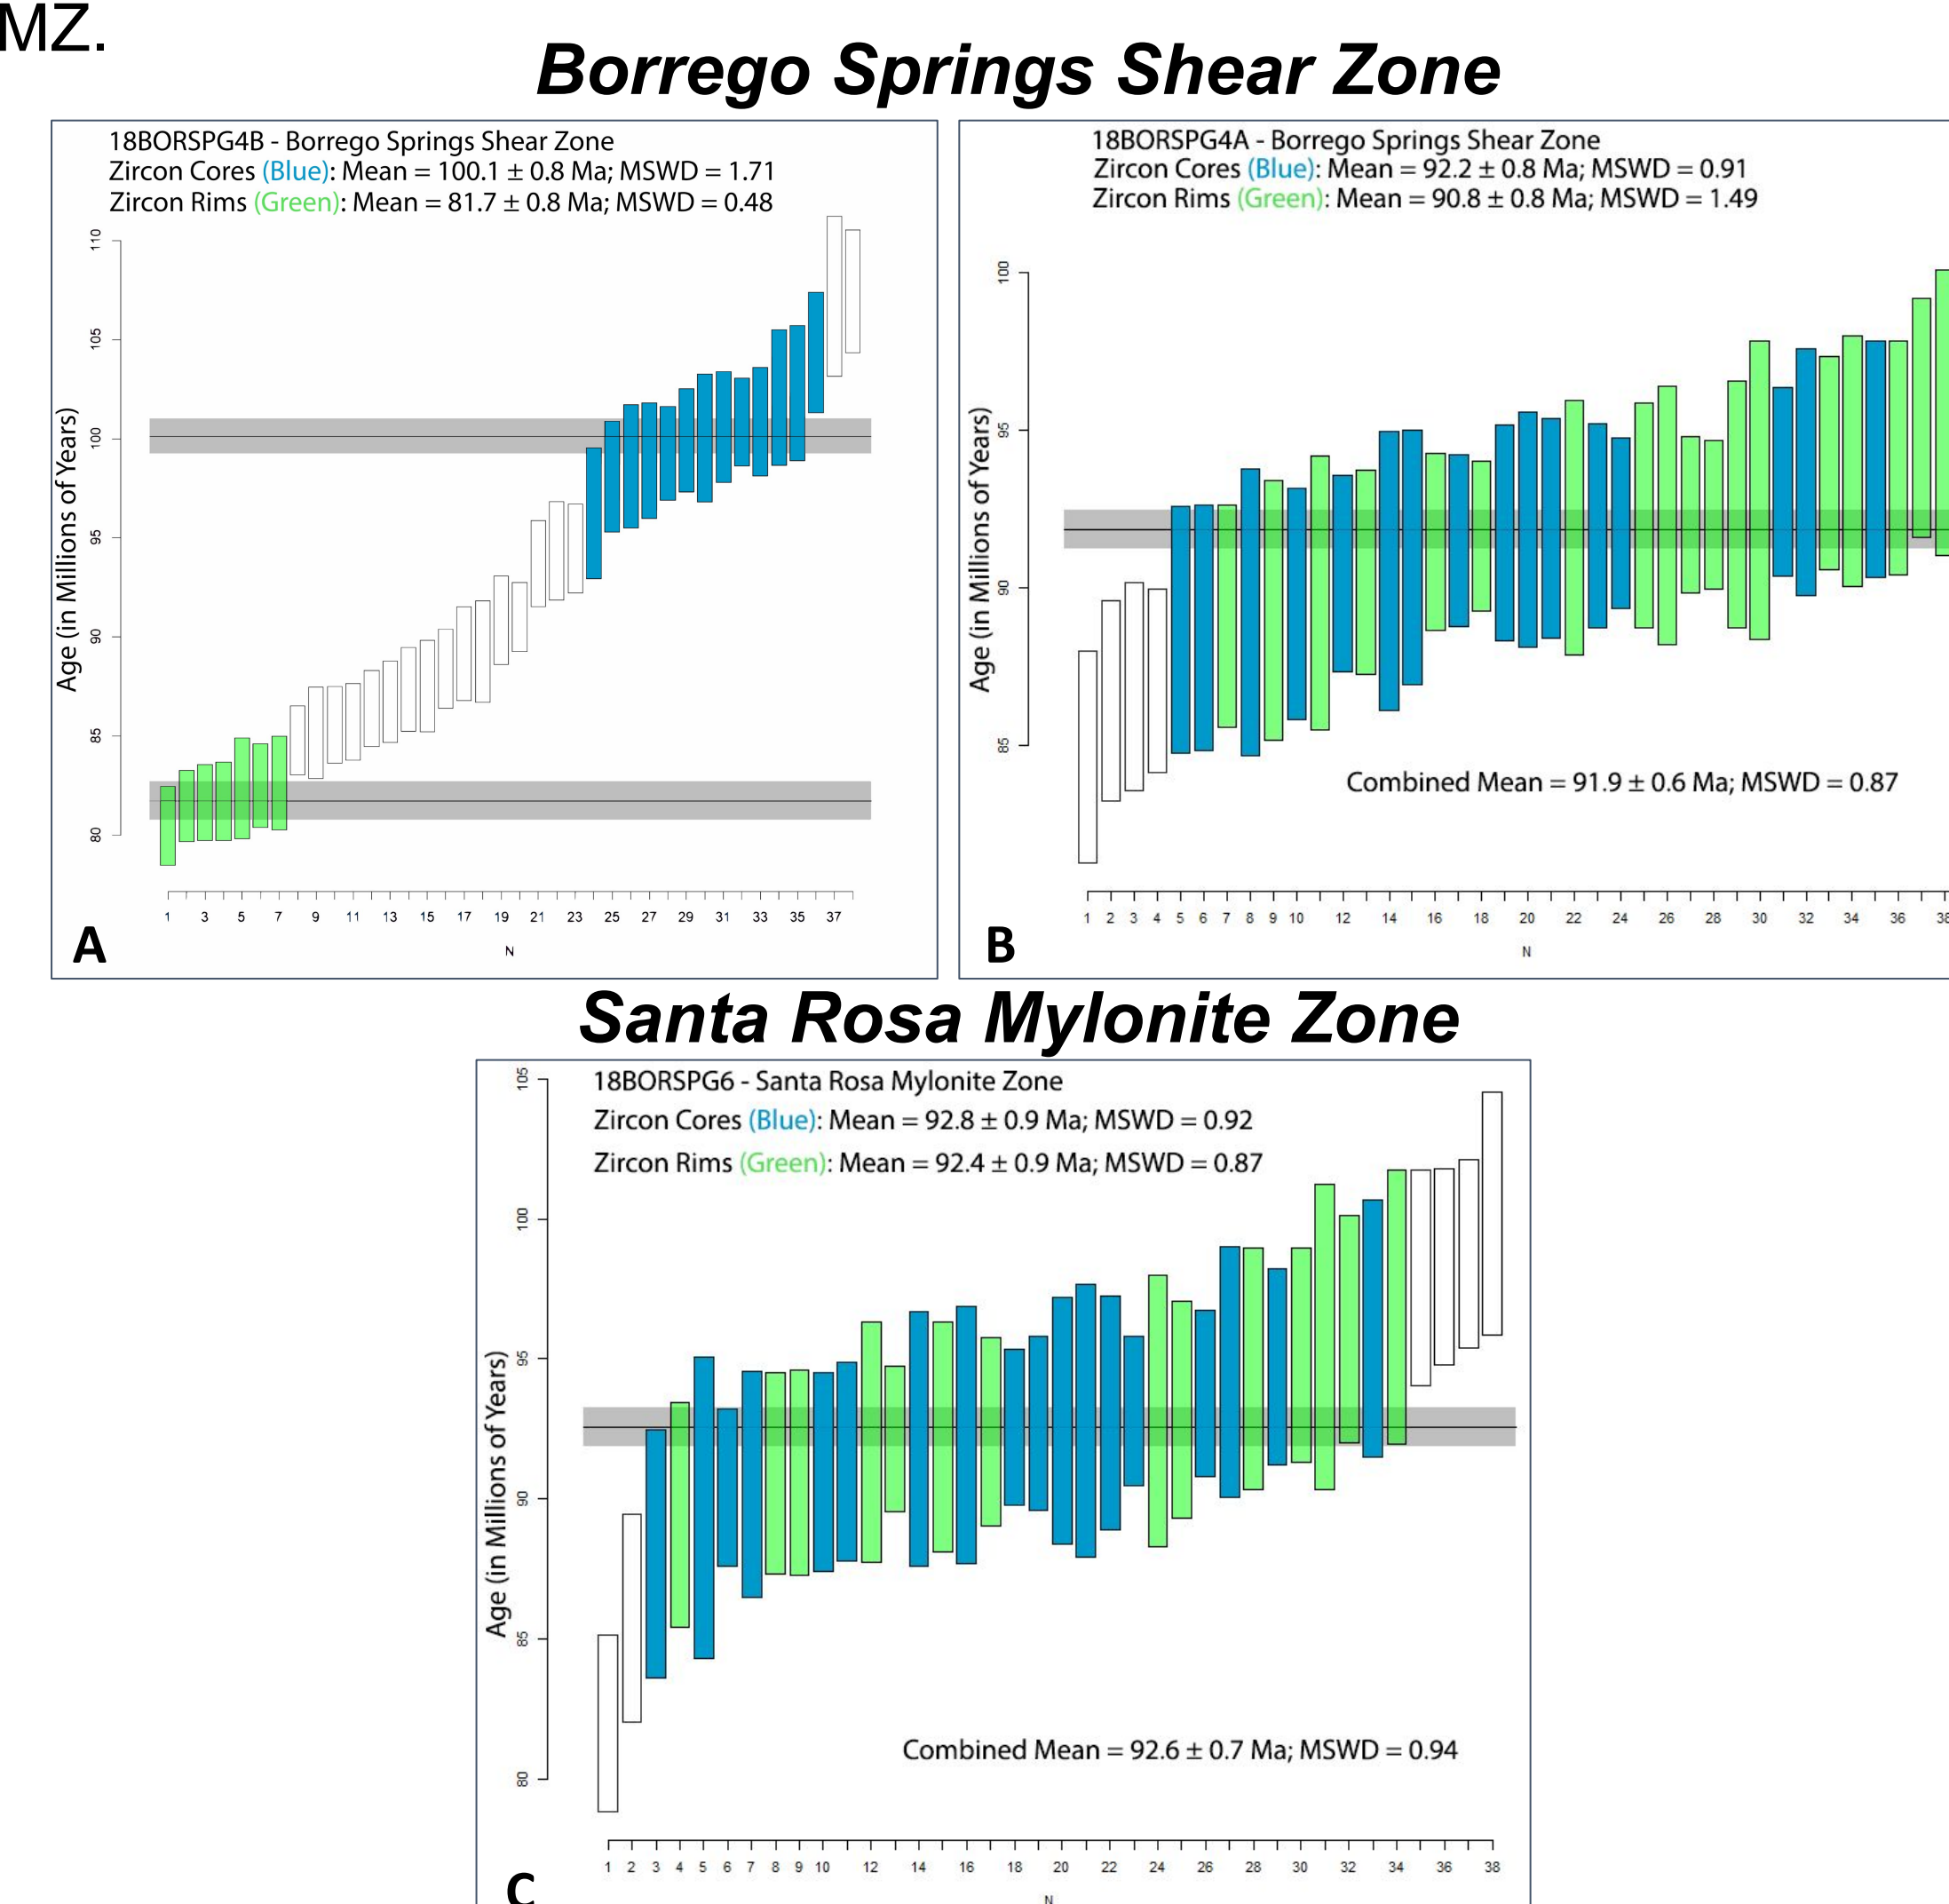 MZ.
Borrego Springs Shear Zone
18BORSPG4B - Borrego Springs Shear Zone
Zircon Cores (Blue): Mean = 100.1 ± 0.8 Ma; MSWD = 1.71
Zircon Rims (Green): Mean = 81.7 ± 0.8 Ma; MSWD = 0.48
Age (in Millions of Years)
110
105
100
95
90
85
80
1 3 5 7 9 11 13 15 17 19 21 23 25 27 29 31 33 35 37
N
A
18BORSPG4A - Borrego Springs Shear Zone
Zircon Cores (Blue): Mean = 92.2 ± 0.8 Ma; MSWD = 0.91
Zircon Rims (Green): Mean = 90.8 ± 0.8 Ma; MSWD = 1.49
Age (in Millions of Years)
100
95
90
85
Combined Mean = 91.9 ± 0.6 Ma; MSWD = 0.87
1 2 3 4 5 6 7 8 9 10 12 14 16 18 20 22 24 26 28 30 32 34 36 38
N
B
Santa Rosa Mylonite Zone
18BORSPG6 - Santa Rosa Mylonite Zone
Zircon Cores (Blue): Mean = 92.8 ± 0.9 Ma; MSWD = 0.92
Zircon Rims (Green): Mean = 92.4 ± 0.9 Ma; MSWD = 0.87
Age (in Millions of Years)
105
100
95
90
85
80
Combined Mean = 92.6 ± 0.7 Ma; MSWD = 0.94
1 2 3 4 5 6 7 8 9 10 12 14 16 18 20 22 24 26 28 30 32 34 36 38
N
C